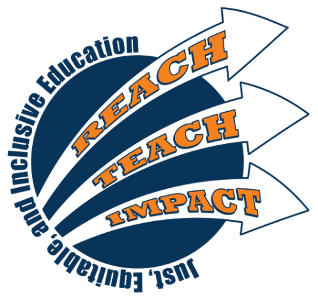 Just, Equitable, and Inclusive Education
REACH
TEACH
IMPACT